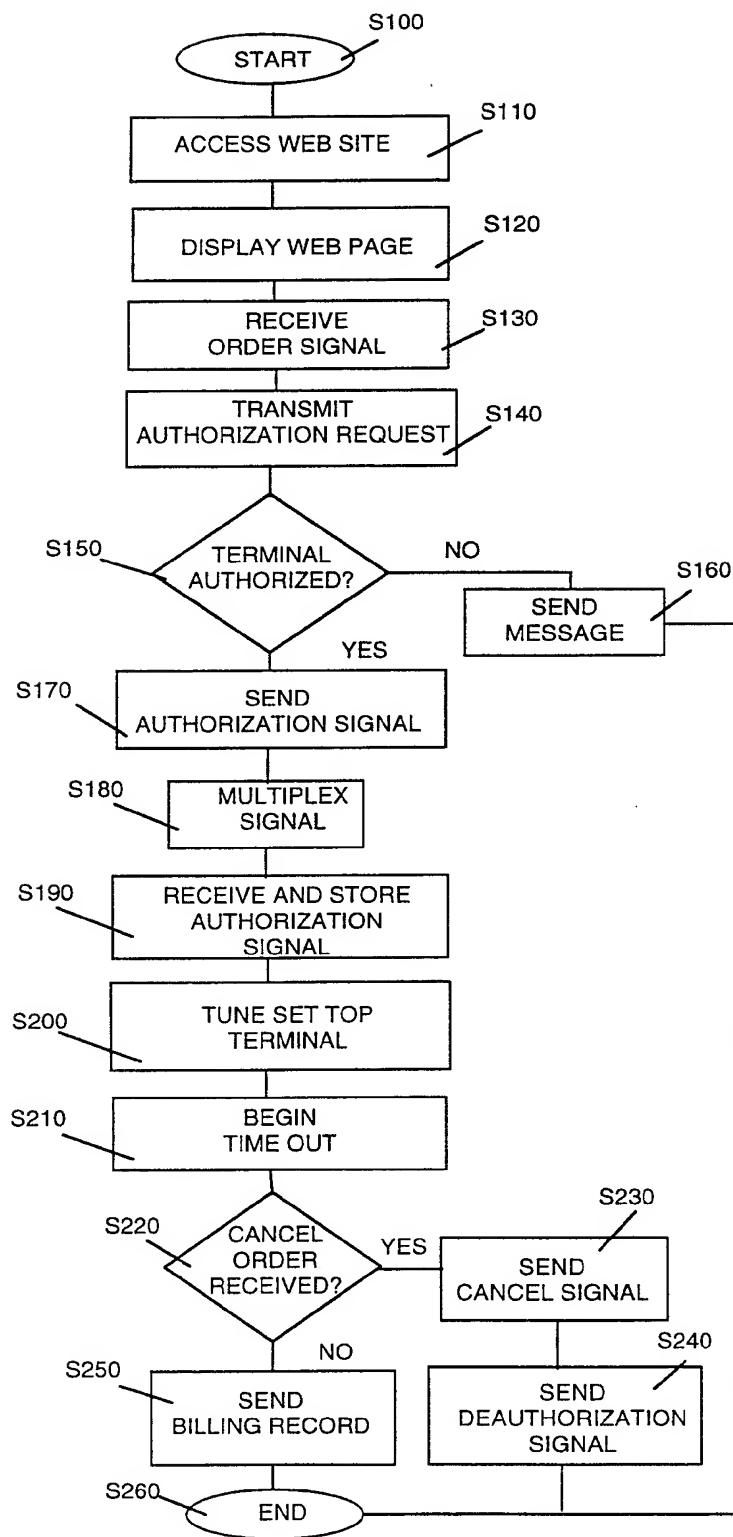 S100
START
S110
ACCESS WEB SITE
S120
DISPLAY WEB PAGE
S130
RECEIVE
ORDER SIGNAL
S140
TRANSMIT
AUTHORIZATION REQUEST
S150
TERMINAL
AUTHORIZED?
NO
S160
SEND
MESSAGE
YES
S170
SEND
AUTHORIZATION SIGNAL
S180
MULTIPLEX
SIGNAL
S190
RECEIVE AND STORE
AUTHORIZATION
SIGNAL
S200
TUNE SET TOP
TERMINAL
S210
BEGIN
TIME OUT
S220
CANCEL
ORDER
RECEIVED?
YES
S230
SEND
CANCEL SIGNAL
S240
SEND
DEAUTHORIZATION
SIGNAL
NO
S250
SEND
BILLING RECORD
S260
END